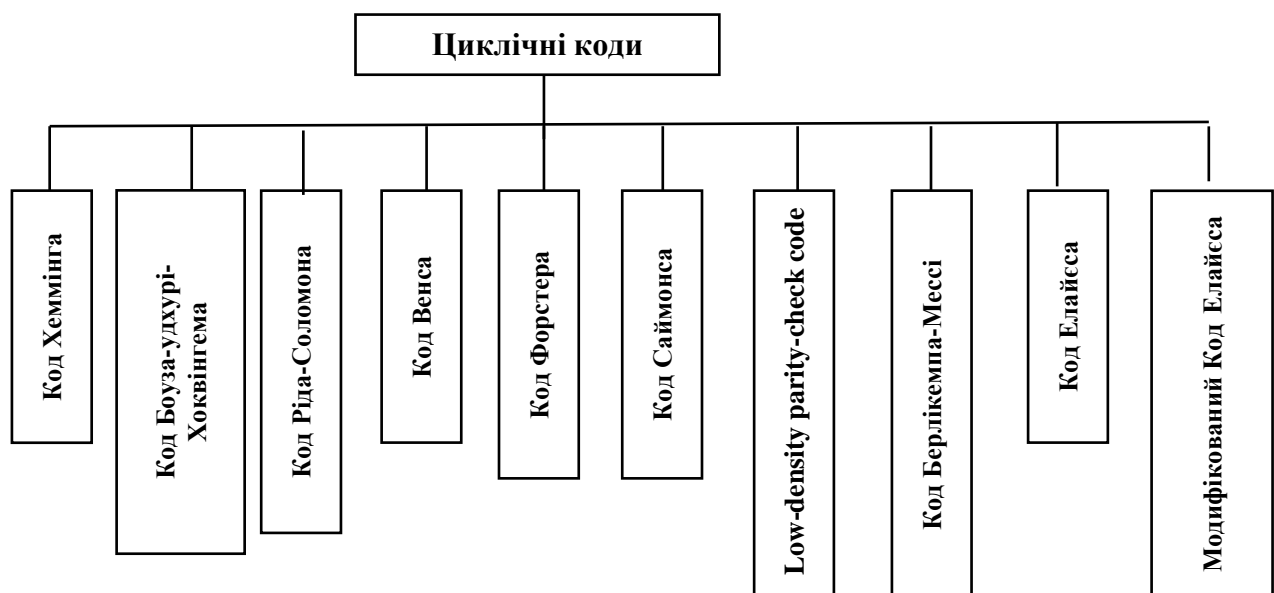 Циклічні коди
Код Хеммінга
Код Боуза-удхурі-
Хоквінгема
Код Ріда-Соломона
Код Венса
Код Форстера
Код Саймонса
Low-density parity-check code
Код Берлікемпа-Мессі
Код Елайєса
Модифікований Код Елайєса